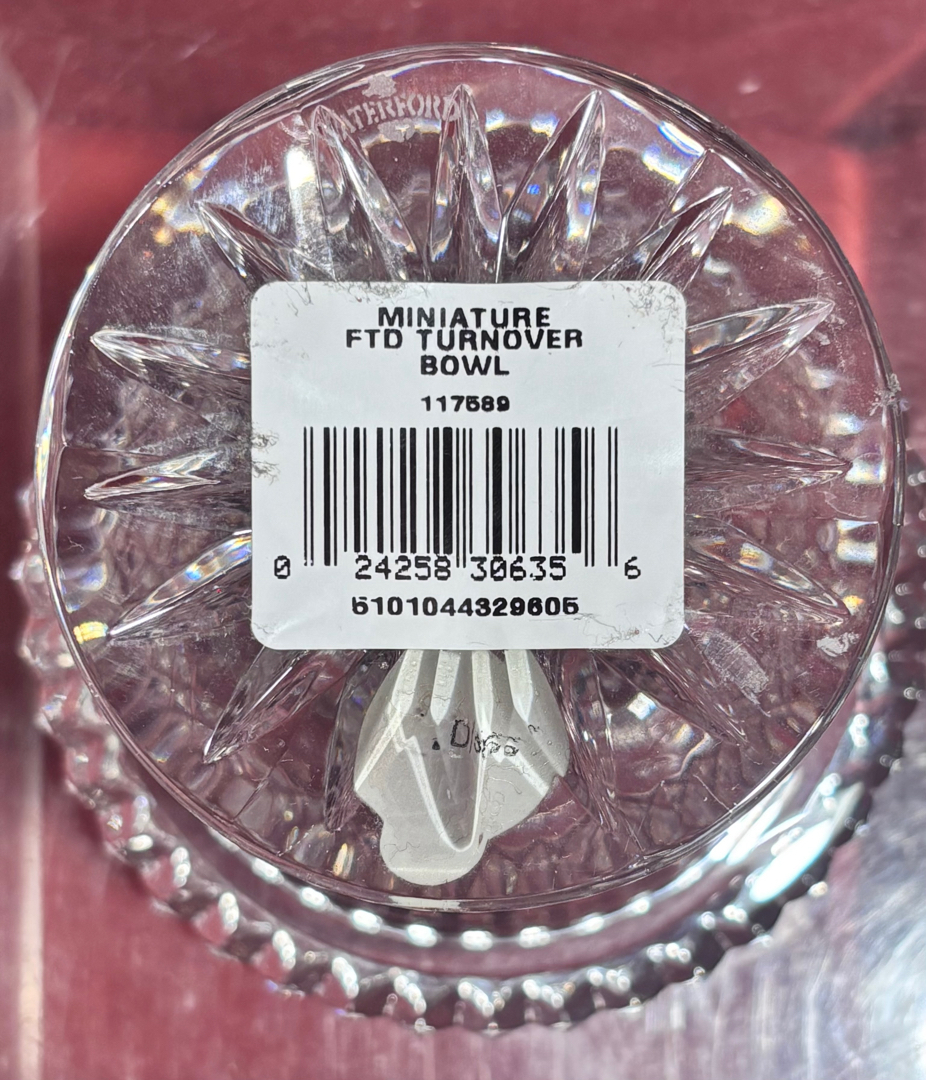 WATERFORD
MINIATURE
FTD TURNOVER
BOWL
117589
0 24258 30635 6
5101044329605